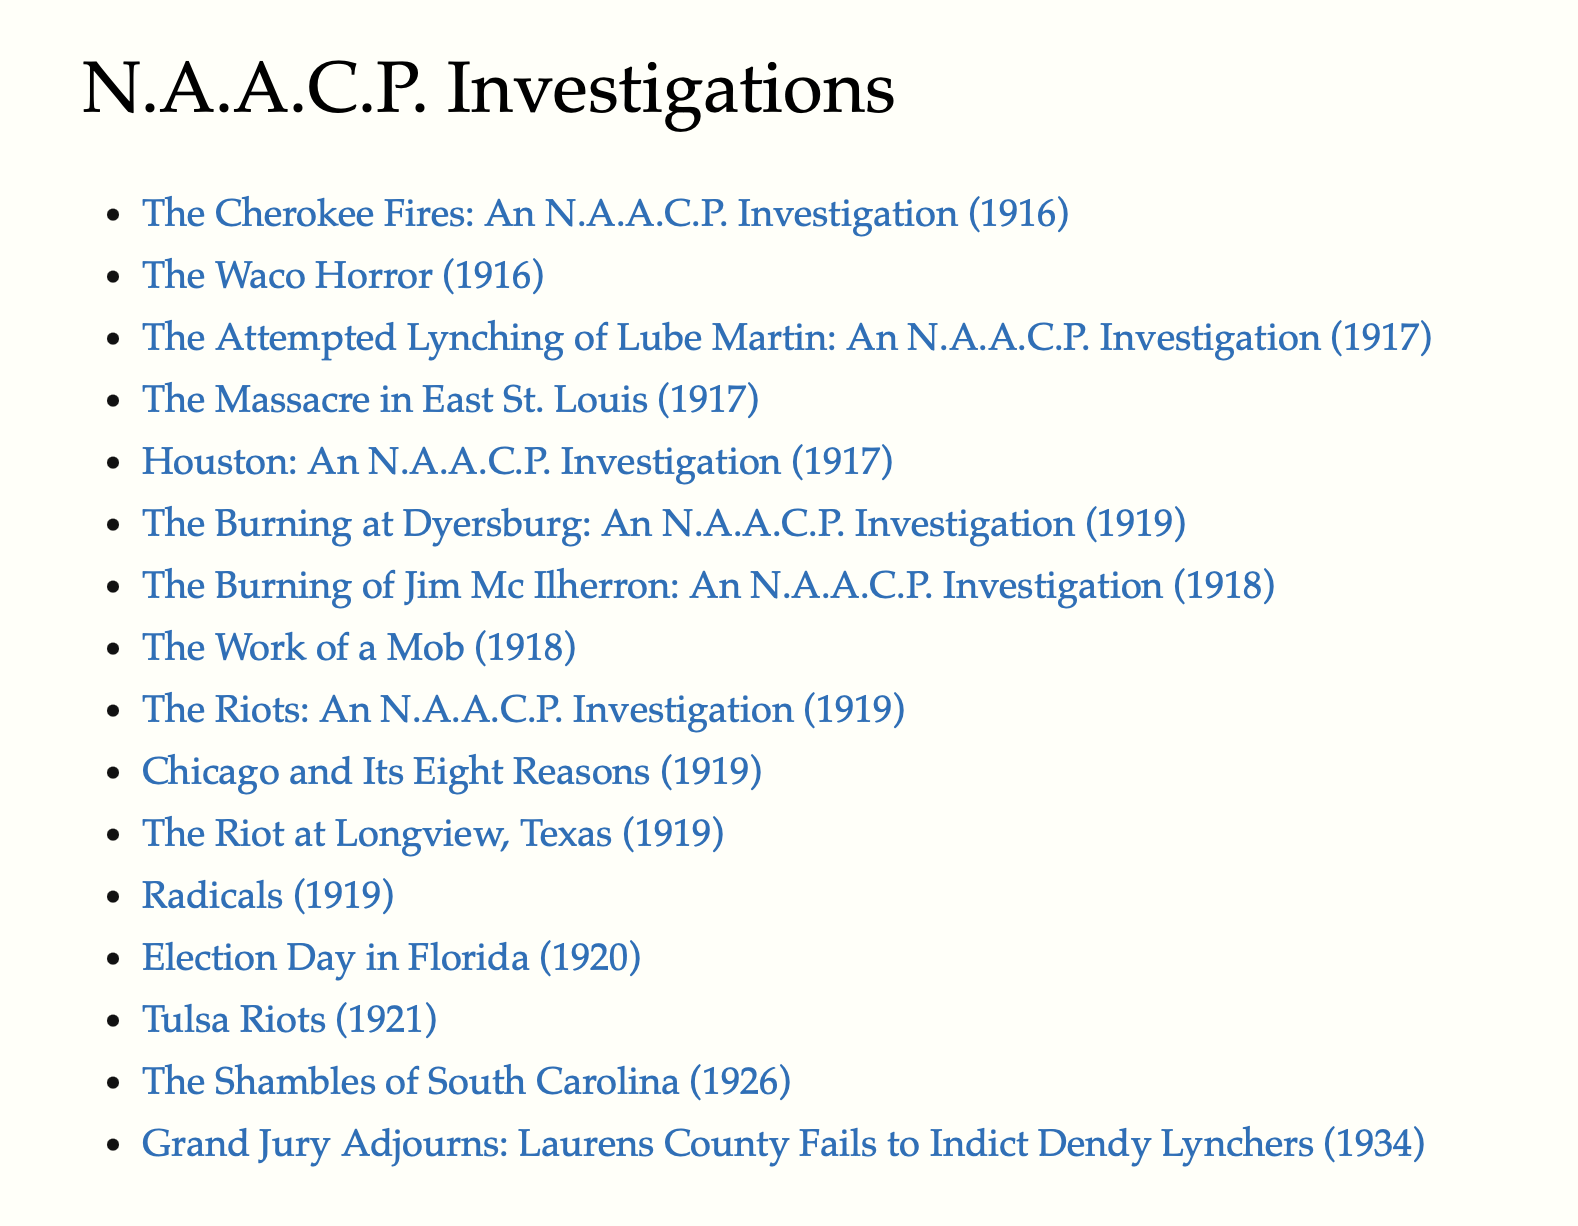 N.A.A.C.P. Investigations
The Cherokee Fires: An N.A.A.C.P. Investigation (1916)
The Waco Horror (1916)
The Attempted Lynching of Lube Martin: An N.A.A.C.P. Investigation (1917)
The Massacre in East St. Louis (1917)
Houston: An N.A.A.C.P. Investigation (1917)
The Burning at Dyersburg: An N.A.A.C.P. Investigation (1919)
The Burning of Jim Mc Ilherron: An N.A.A.C.P. Investigation (1918)
The Work of a Mob (1918)
The Riots: An N.A.A.C.P. Investigation (1919)
Chicago and Its Eight Reasons (1919)
The Riot at Longview, Texas (1919)
Radicals (1919)
Election Day in Florida (1920)
Tulsa Riots (1921)
The Shambles of South Carolina (1926)
Grand Jury Adjourns: Laurens County Fails to Indict Dendy Lynchers (1934)